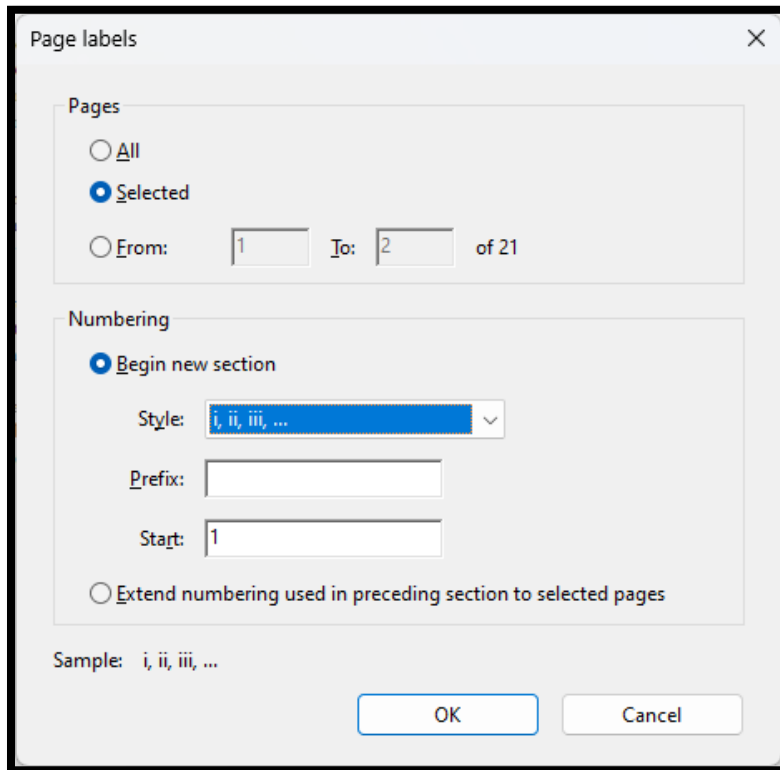 Page labels
Pages
All
Selected
From: 1 To: 2 of 21
Numbering
Begin new section
Style: i, ii, iii, ...
Prefix:
Start: 1
Extend numbering used in preceding section to selected pages
Sample: i, ii, iii, ...
OK Cancel